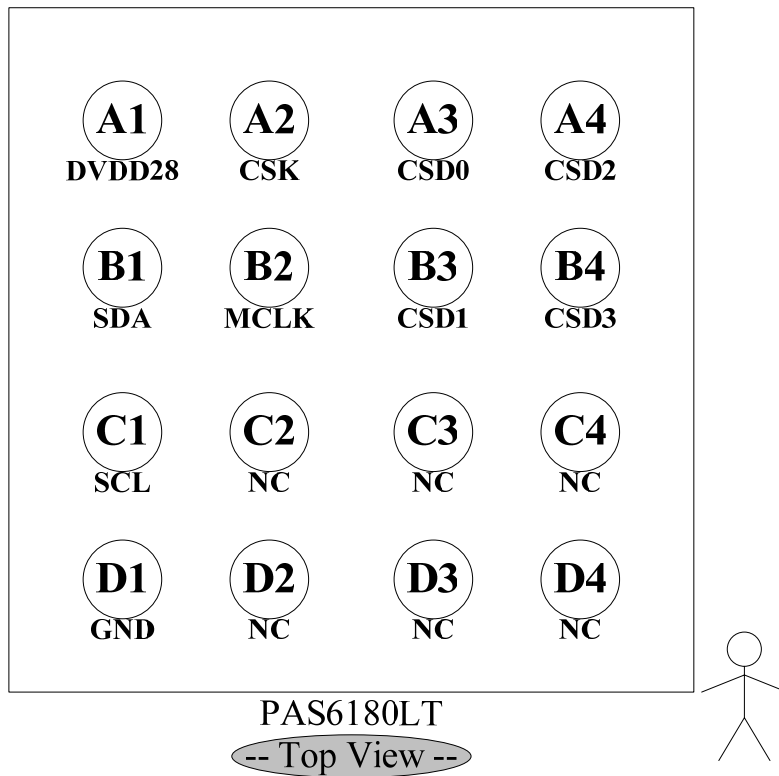 A1 A2 A3 A4
DVDD28 CSK CSD0 CSD2
B1 B2 B3 B4
SDA MCLK CSD1 CSD3
C1 C2 C3 C4
SCL NC NC NC
D1 D2 D3 D4
GND NC NC NC
PAS6180LT
-- Top View --